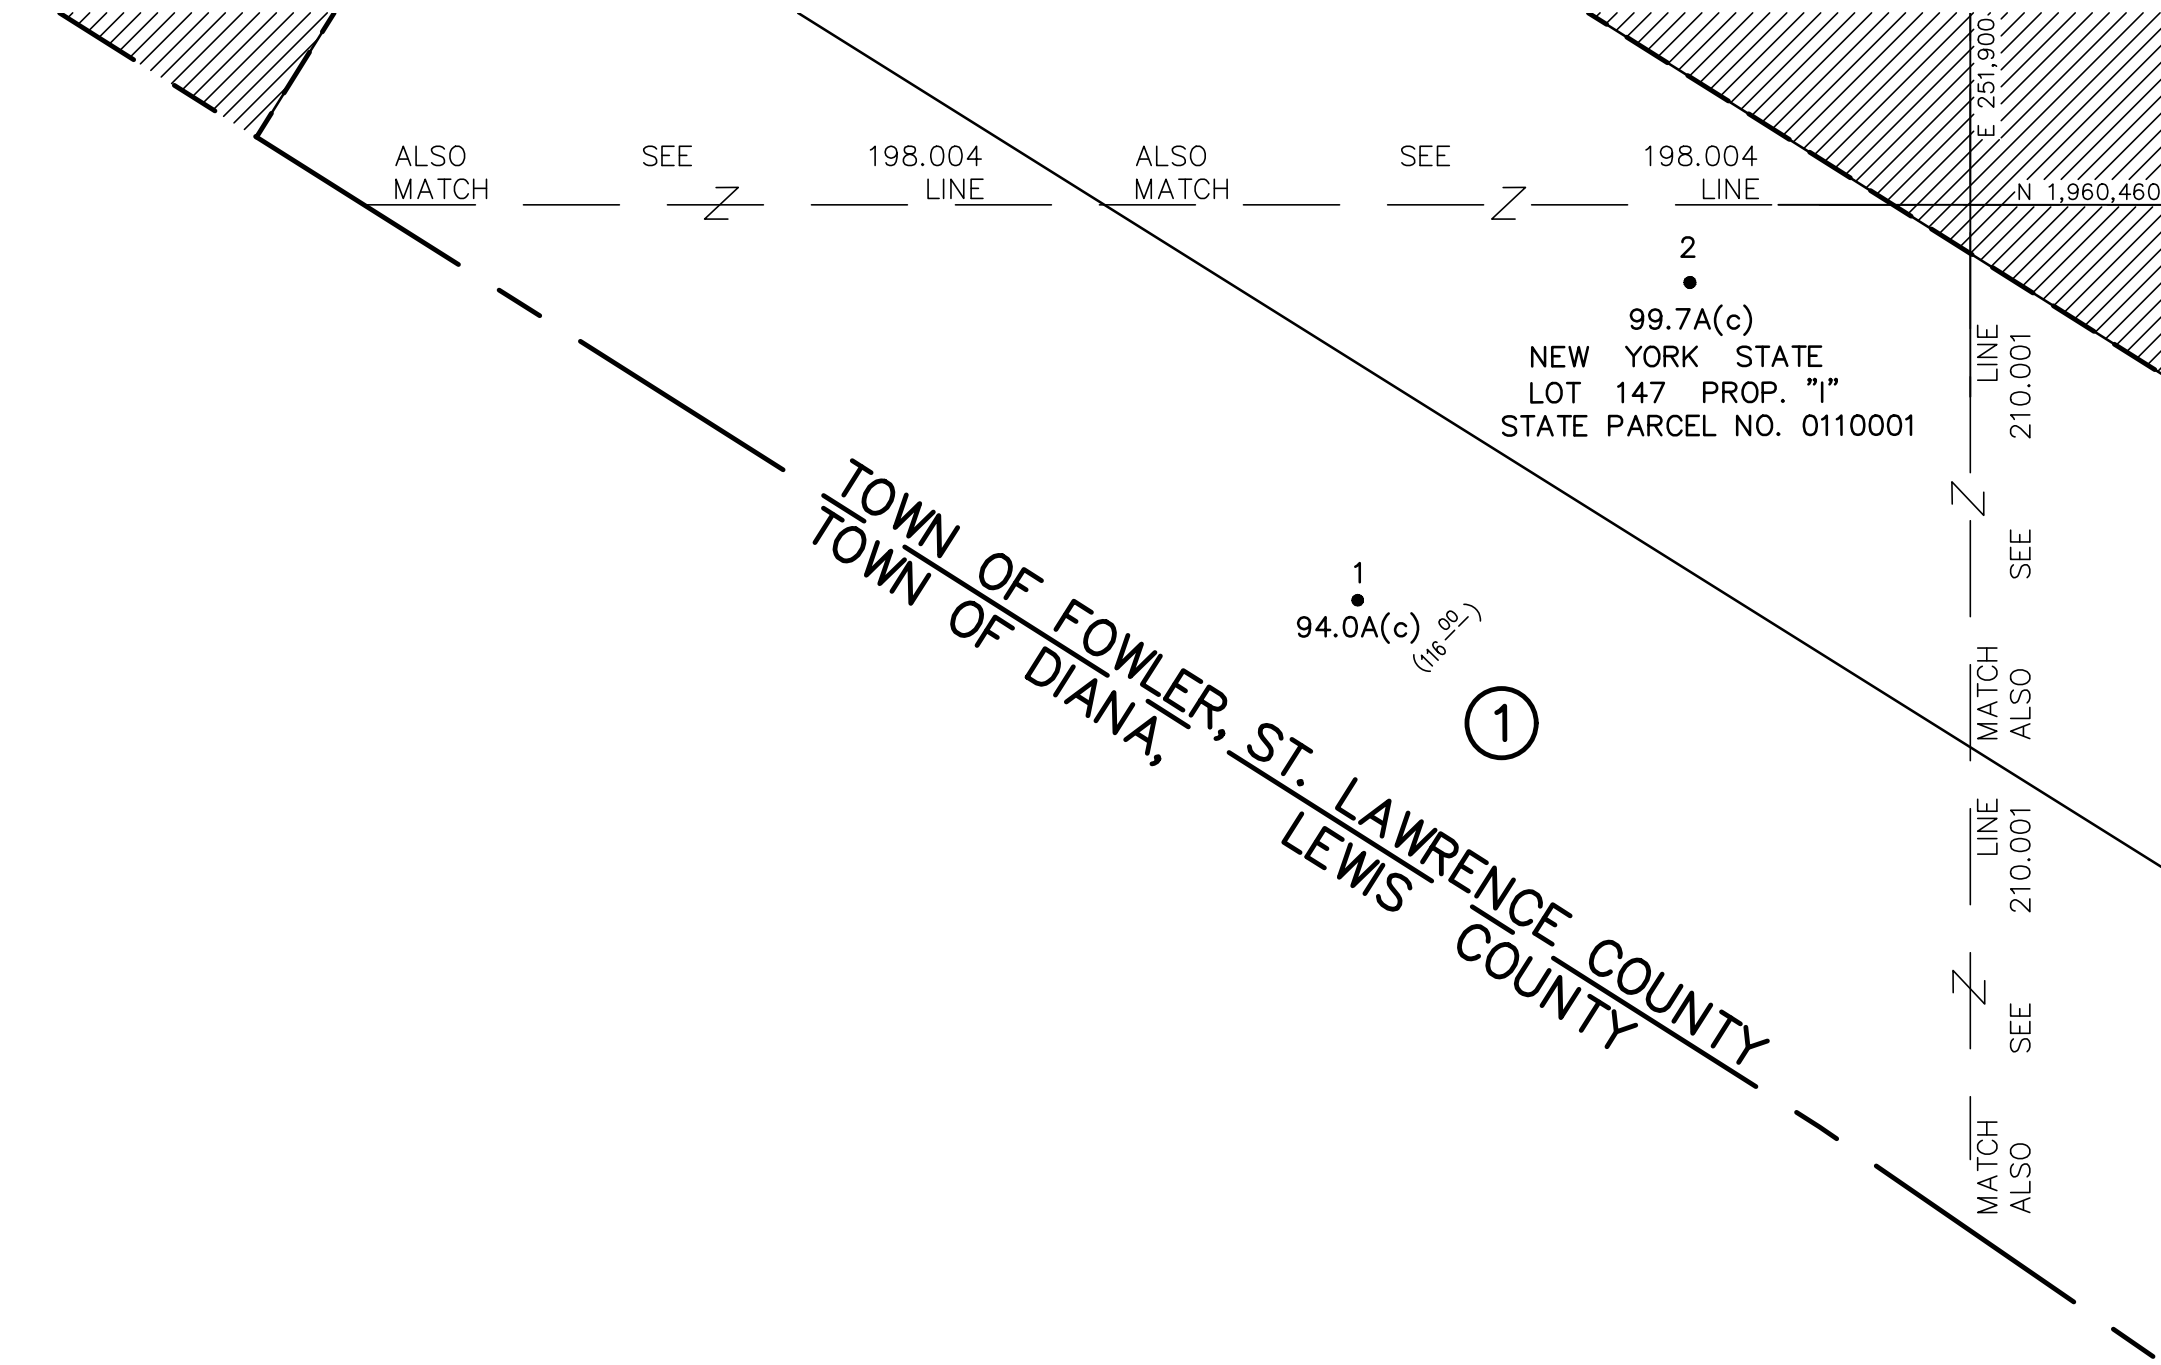 E 251,900
ALSO SEE 198.004 ALSO SEE 198.004
MATCH LINE MATCH LINE
N 1,960,460
2
99.7A(c)
NEW YORK STATE
LOT 147 PROP. "I"
STATE PARCEL NO. 0110001
MATCH LINE
ALSO SEE 210.001
1
94.0A(c)
(116-00-)
1
TOWN OF FOWLER, ST. LAWRENCE COUNTY
TOWN OF DIANA, LEWIS COUNTY
MATCH LINE
ALSO SEE 210.001